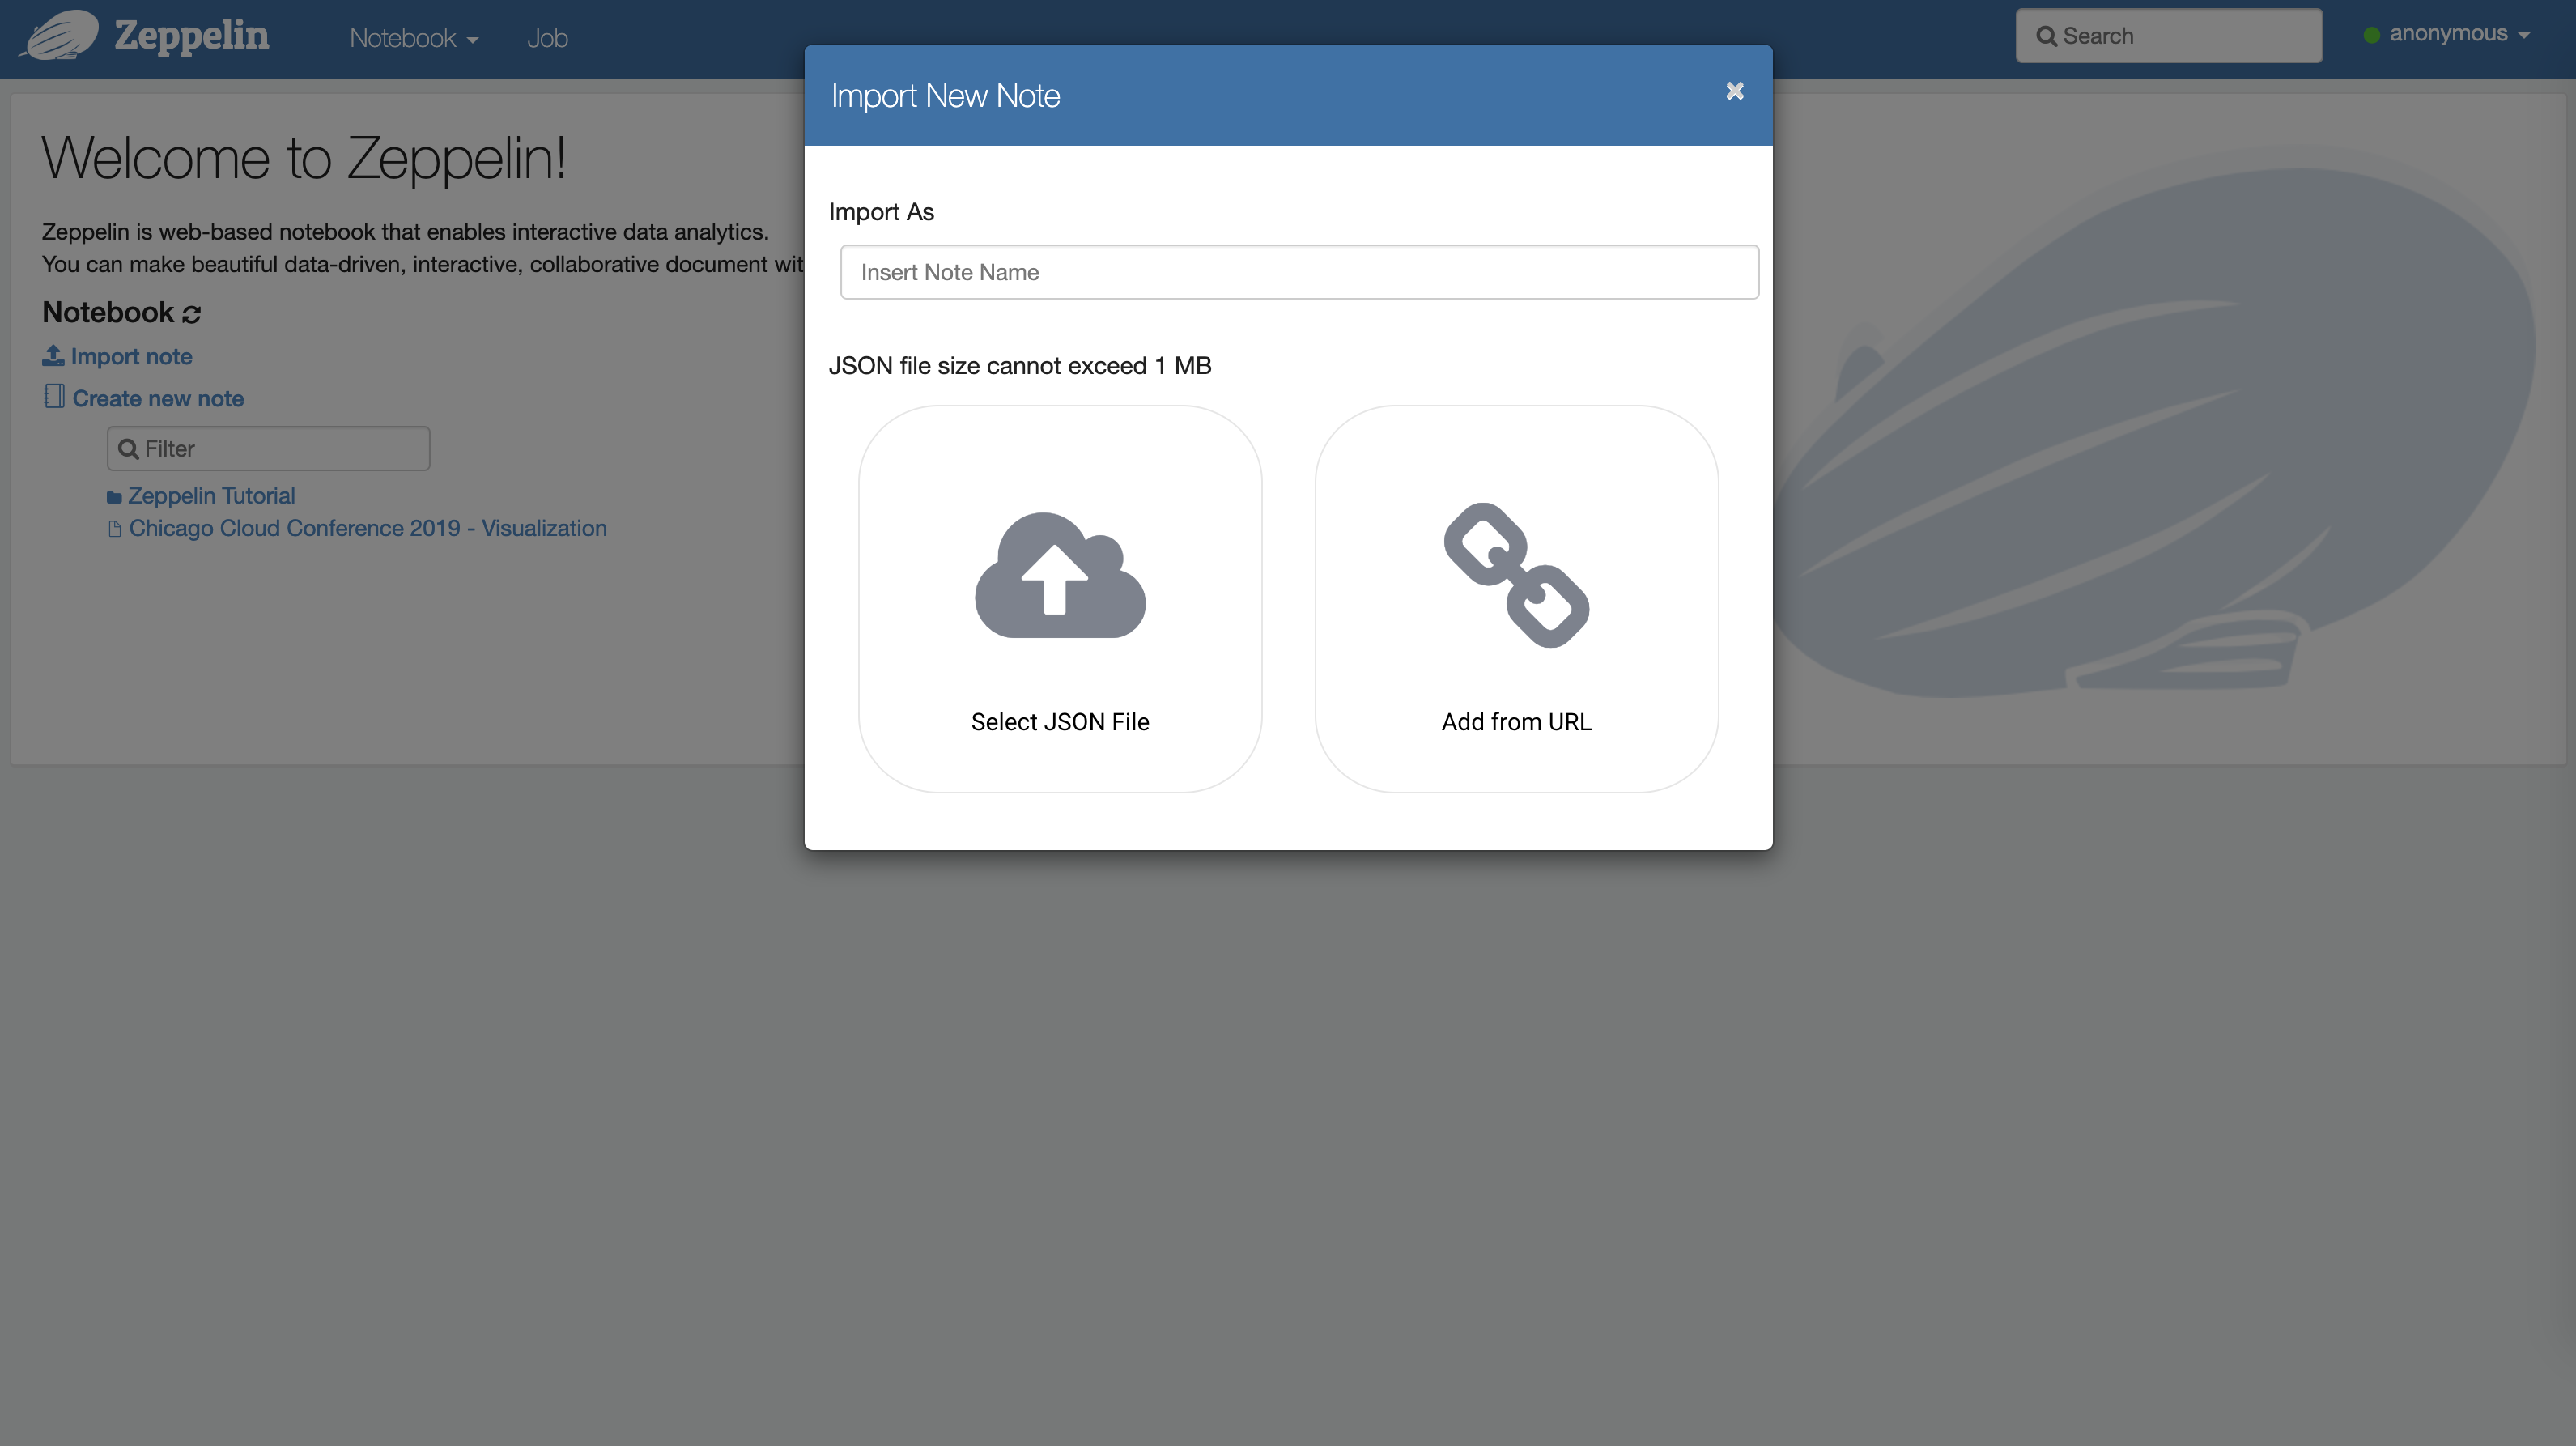 Zeppelin
Notebook
Job
Search
anonymous
Import New Note
Welcome to Zeppelin!
Zeppelin is web-based notebook that enables interactive data analytics.
You can make beautiful data-driven, interactive, collaborative document wit
Notebook
Import note
Create new note
Filter
Zeppelin Tutorial
Chicago Cloud Conference 2019 - Visualization
Import As
Insert Note Name
JSON file size cannot exceed 1 MB
Select JSON File
Add from URL